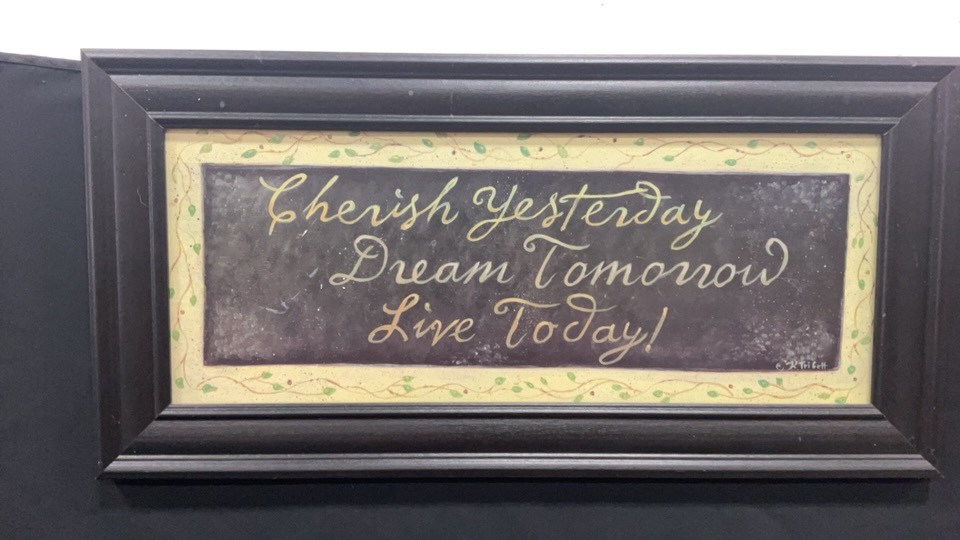 Cherish Yesterday
Dream Tomorrow
Live Today!